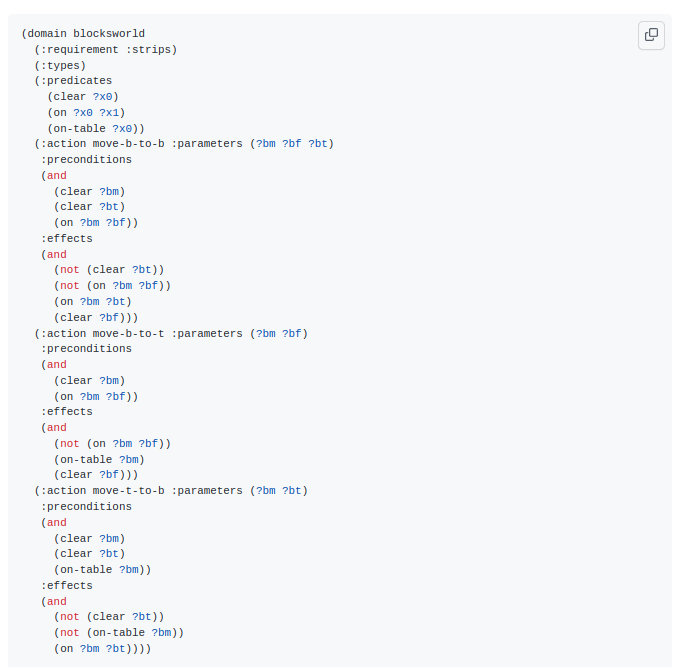 (domain blocksworld
(:requirement :strips)
(:types)
(:predicates
(clear ?x0)
(on ?x0 ?x1)
(on-table ?x0))
(:action move-b-to-b :parameters (?bm ?bf ?bt)
:preconditions
(and
(clear ?bm)
(clear ?bt)
(on ?bm ?bf))
:effects
(and
(not (clear ?bt))
(not (on ?bm ?bf))
(on ?bm ?bt)
(clear ?bf)))
(:action move-b-to-t :parameters (?bm ?bf)
:preconditions
(and
(clear ?bm)
(on ?bm ?bf))
:effects
(and
(not (on ?bm ?bf))
(on-table ?bm)
(clear ?bf)))
(:action move-t-to-b :parameters (?bm ?bt)
:preconditions
(and
(clear ?bm)
(clear ?bt)
(on-table ?bm))
:effects
(and
(not (clear ?bt))
(not (on-table ?bm))
(on ?bm ?bt))))